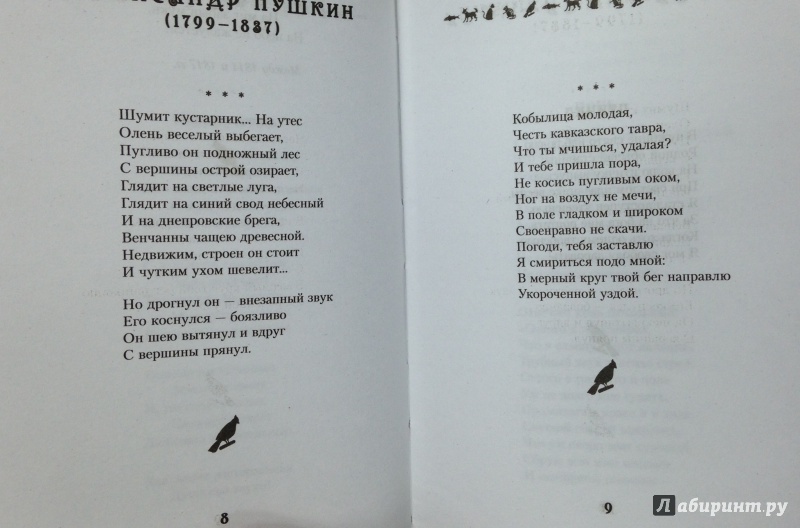 ПУШКИН
(1799–1837)
* * *
Шумит кустарник... На утес
Олень веселый выбегает,
Пугливо он подножный лес
С вершины острой озирает,
Глядит на светлые луга,
Глядит на синий свод небесный
И на днепровские брега,
Венчанны чащею древесной.
Недвижим, строен он стоит
И чутким ухом шевелит...
Но дрогнул он — внезапный звук
Его коснулся — боязливо
Он шею вытянул и вдруг
С вершины прянул.
8
* * *
Кобылица молодая,
Честь кавказского тавра,
Что ты мчишься, удалая?
И тебе пришла пора,
Не косись пугливым оком,
Ног на воздух не мечи,
В поле гладком и широком
Своенравно не скачи.
Погоди, тебя заставлю
Я смириться подо мной:
В мерный круг твой бег направлю
Укороченной уздой.
9
Лабиринт.ру